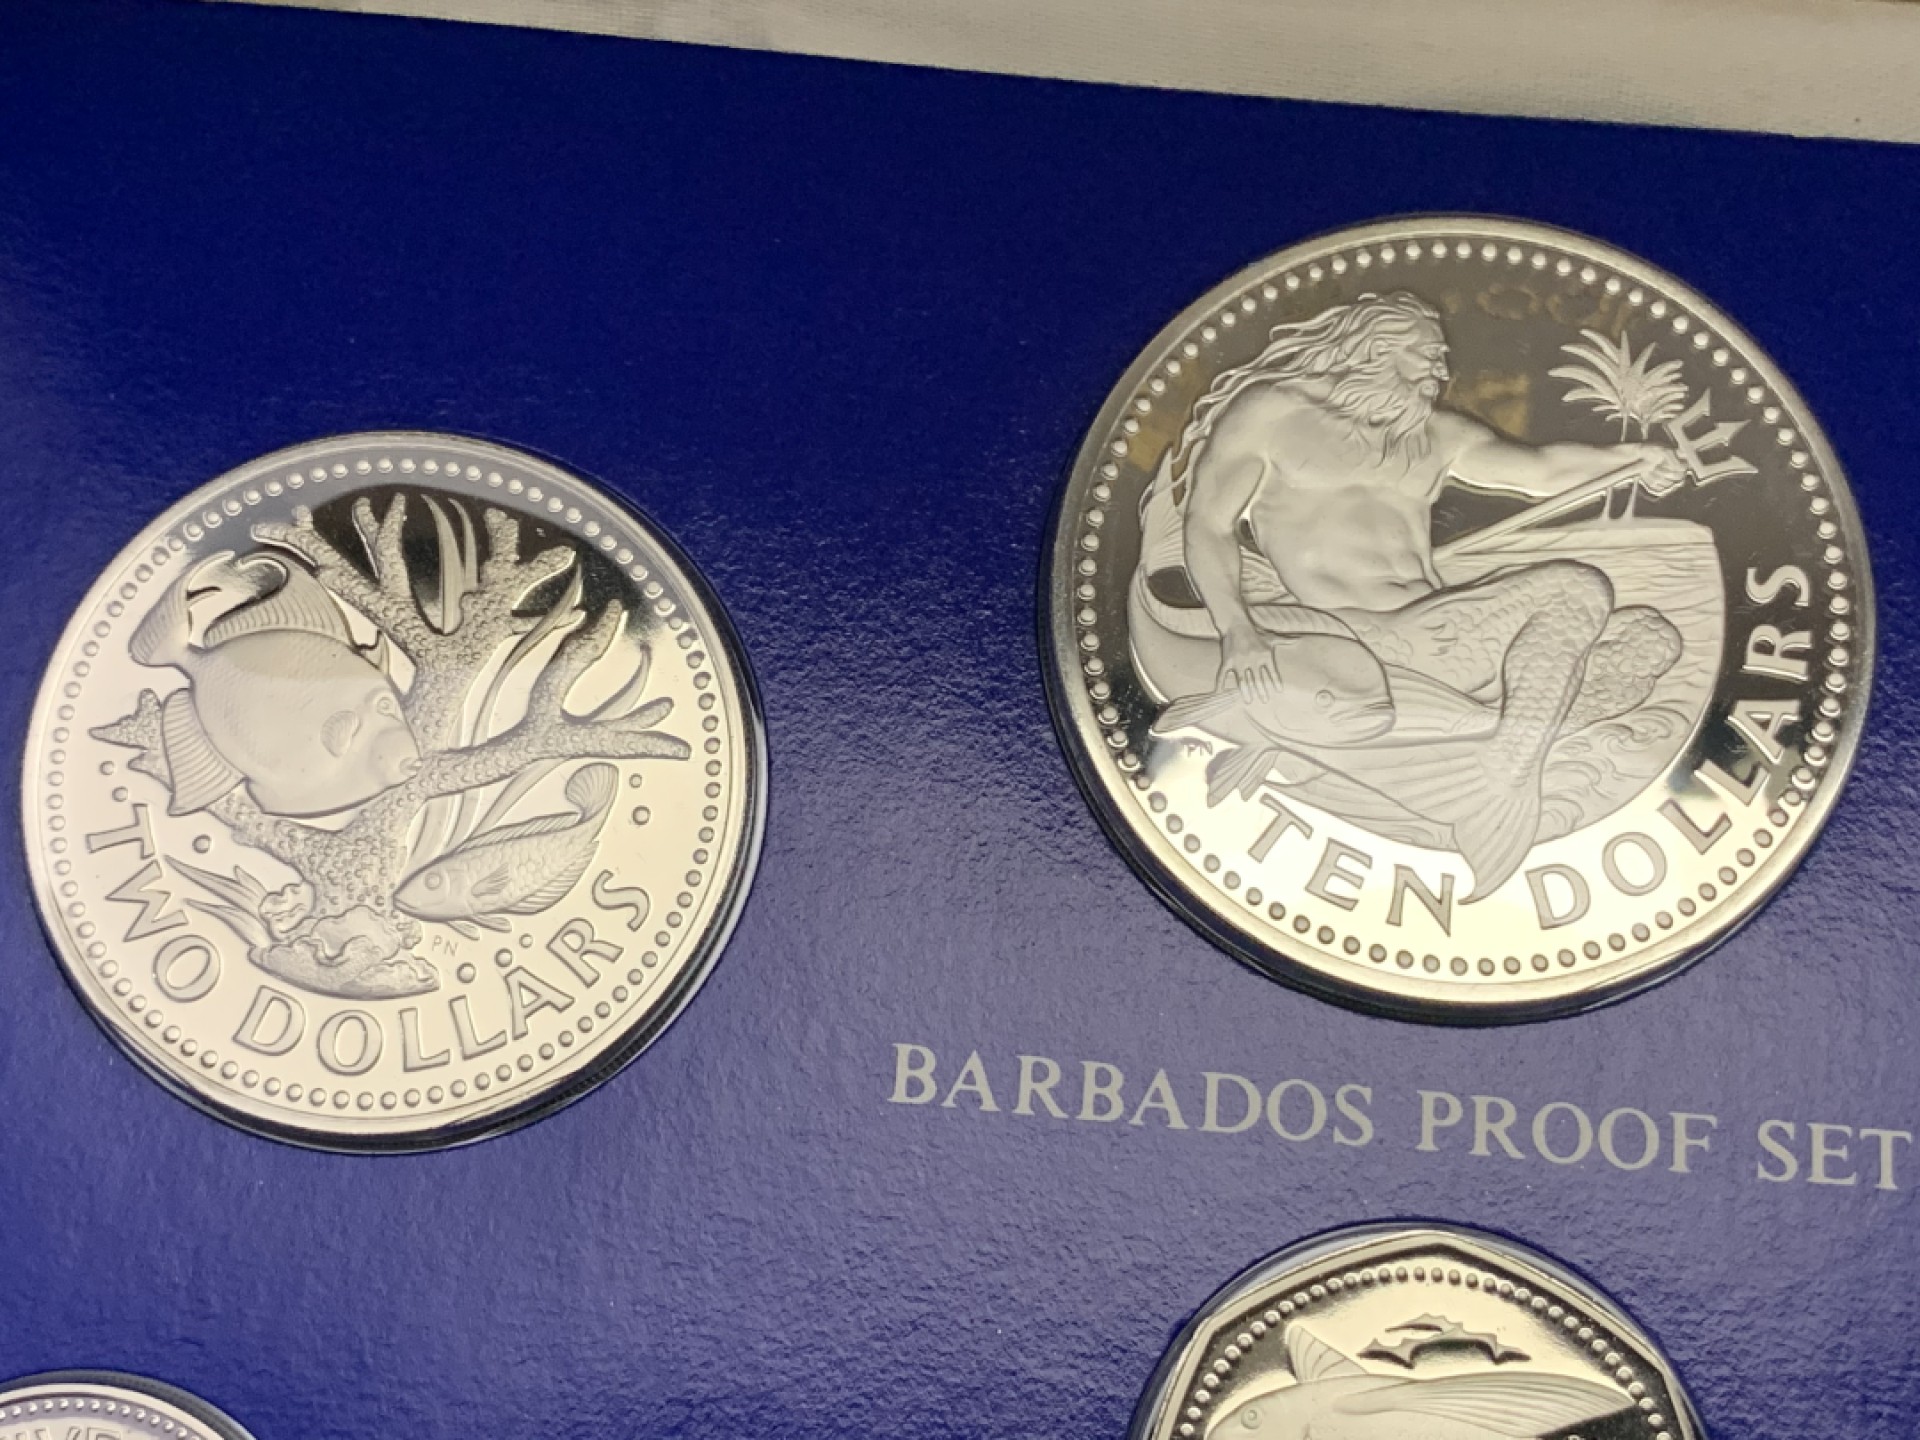 TWO DOLLARS
PN
TEN DOLLARS
PN
BARBADOS PROOF SET